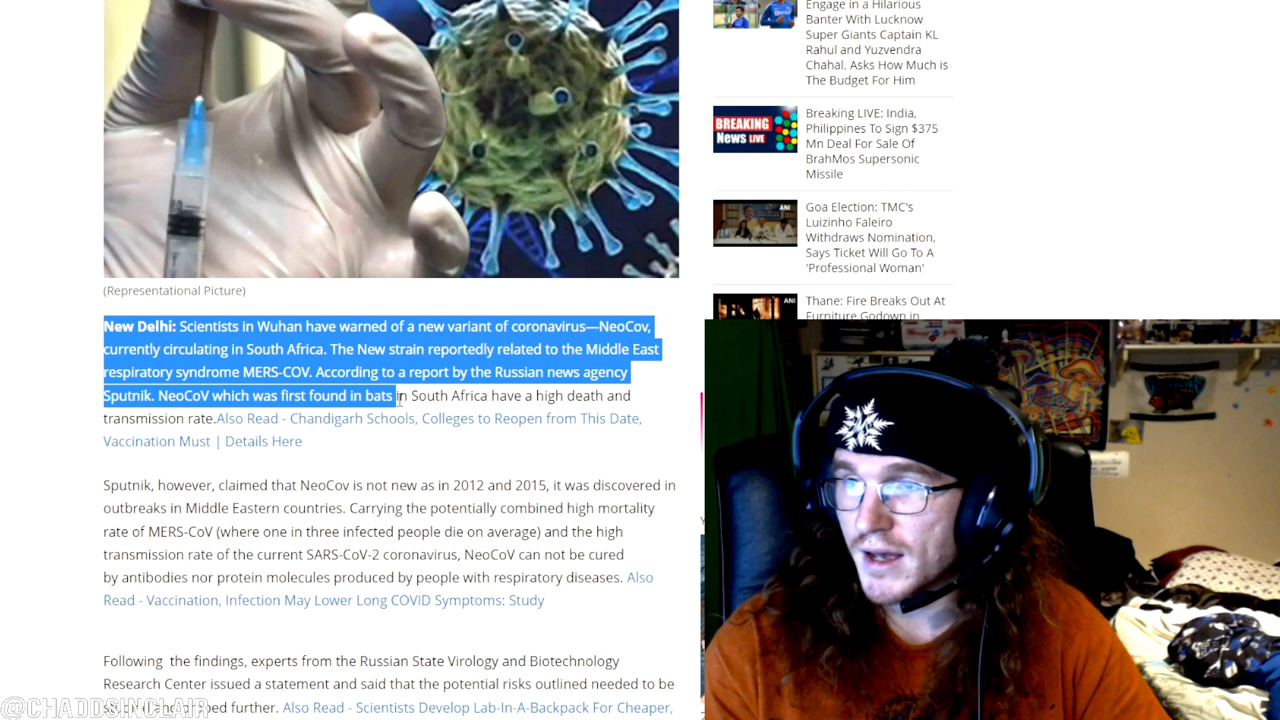 Engage in a Hilarious
Banter With Lucknow
Super Giants Captain KL
Rahul and Yuzvendra
Chahal, Asks How Much is
The Budget For Him
BREAKING
News LIVE
Breaking LIVE: India,
Philippines To Sign $375
Mn Deal For Sale Of
BrahMos Supersonic
Missile
ANI
Goa Election: TMC's
Luizinho Faleiro
Withdraws Nomination,
Says Ticket Will Go To A
'Professional Woman'
ANI
Thane: Fire Breaks Out At
Furniture Godown in
(Representational Picture)
New Delhi: Scientists in Wuhan have warned of a new variant of coronavirus—NeoCov,
currently circulating in South Africa. The New strain reportedly related to the Middle East
respiratory syndrome MERS-COV. According to a report by the Russian news agency
Sputnik. NeoCoV which was first found in bats in South Africa have a high death and
transmission rate.Also Read - Chandigarh Schools, Colleges to Reopen from This Date,
Vaccination Must | Details Here
Sputnik, however, claimed that NeoCov is not new as in 2012 and 2015, it was discovered in
outbreaks in Middle Eastern countries. Carrying the potentially combined high mortality
rate of MERS-CoV (where one in three infected people die on average) and the high
transmission rate of the current SARS-CoV-2 coronavirus, NeoCoV can not be cured
by antibodies nor protein molecules produced by people with respiratory diseases. Also
Read - Vaccination, Infection May Lower Long COVID Symptoms: Study
Following the findings, experts from the Russian State Virology and Biotechnology
Research Center issued a statement and said that the potential risks outlined needed to be
further. Also Read - Scientists Develop Lab-In-A-Backpack For Cheaper,
@CHADDSINCLAIR